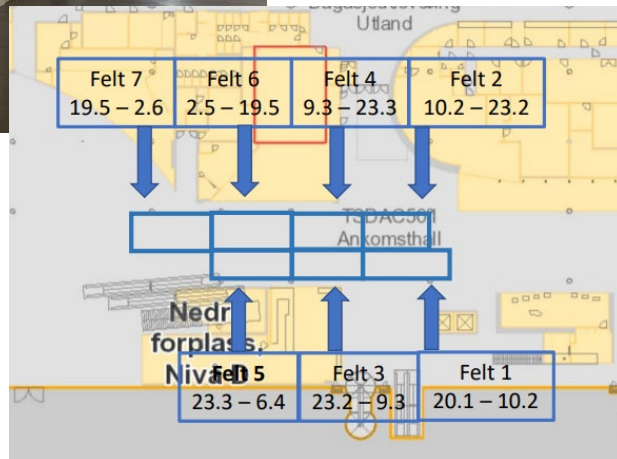 Utland
Felt 7
19.5 – 2.6
Felt 6
2.5 – 19.5
Felt 4
9.3 – 23.3
Felt 2
10.2 – 23.2
Ankomsthall
Nedr
forplass,
Felt 5
23.3 – 6.4
Felt 3
23.2 – 9.3
Felt 1
20.1 – 10.2